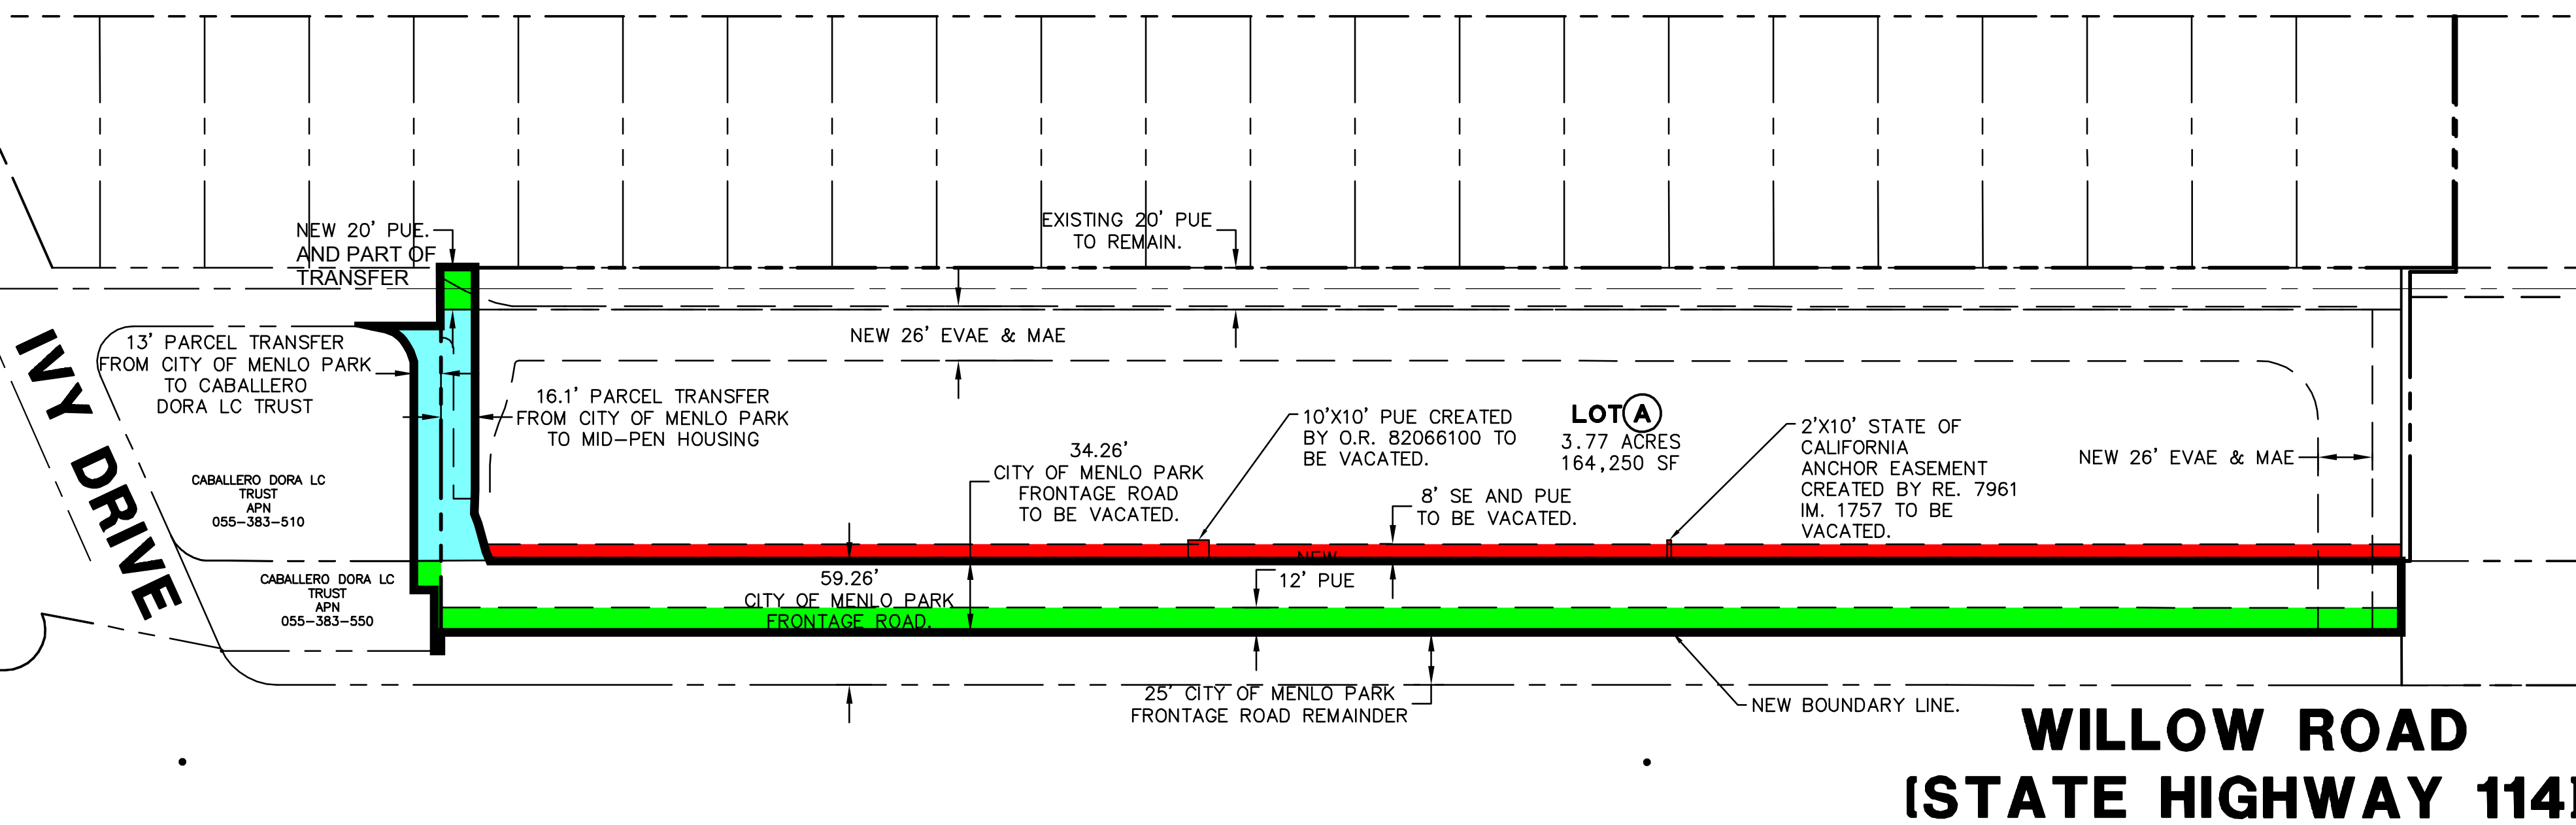 NEW 20' PUE.
AND PART OF
TRANSFER
EXISTING 20' PUE
TO REMAIN.
NEW 26' EVAE & MAE
IVY DRIVE
13' PARCEL TRANSFER
FROM CITY OF MENLO PARK
TO CABALLERO
DORA LC TRUST
16.1' PARCEL TRANSFER
FROM CITY OF MENLO PARK
TO MID-PEN HOUSING
34.26'
CITY OF MENLO PARK
FRONTAGE ROAD
TO BE VACATED.
10'X10' PUE CREATED
BY O.R. 82066100 TO
BE VACATED.
LOT A
3.77 ACRES
164,250 SF
8' SE AND PUE
TO BE VACATED.
2'X10' STATE OF
CALIFORNIA
ANCHOR EASEMENT
CREATED BY RE. 7961
IM. 1757 TO BE
VACATED.
NEW 26' EVAE & MAE
CABALLERO DORA LC
TRUST
APN
055-383-510
CABALLERO DORA LC
TRUST
APN
055-383-550
59.26'
CITY OF MENLO PARK
FRONTAGE ROAD.
NEW
12' PUE
25' CITY OF MENLO PARK
FRONTAGE ROAD REMAINDER
NEW BOUNDARY LINE.
WILLOW ROAD
(STATE HIGHWAY 114)